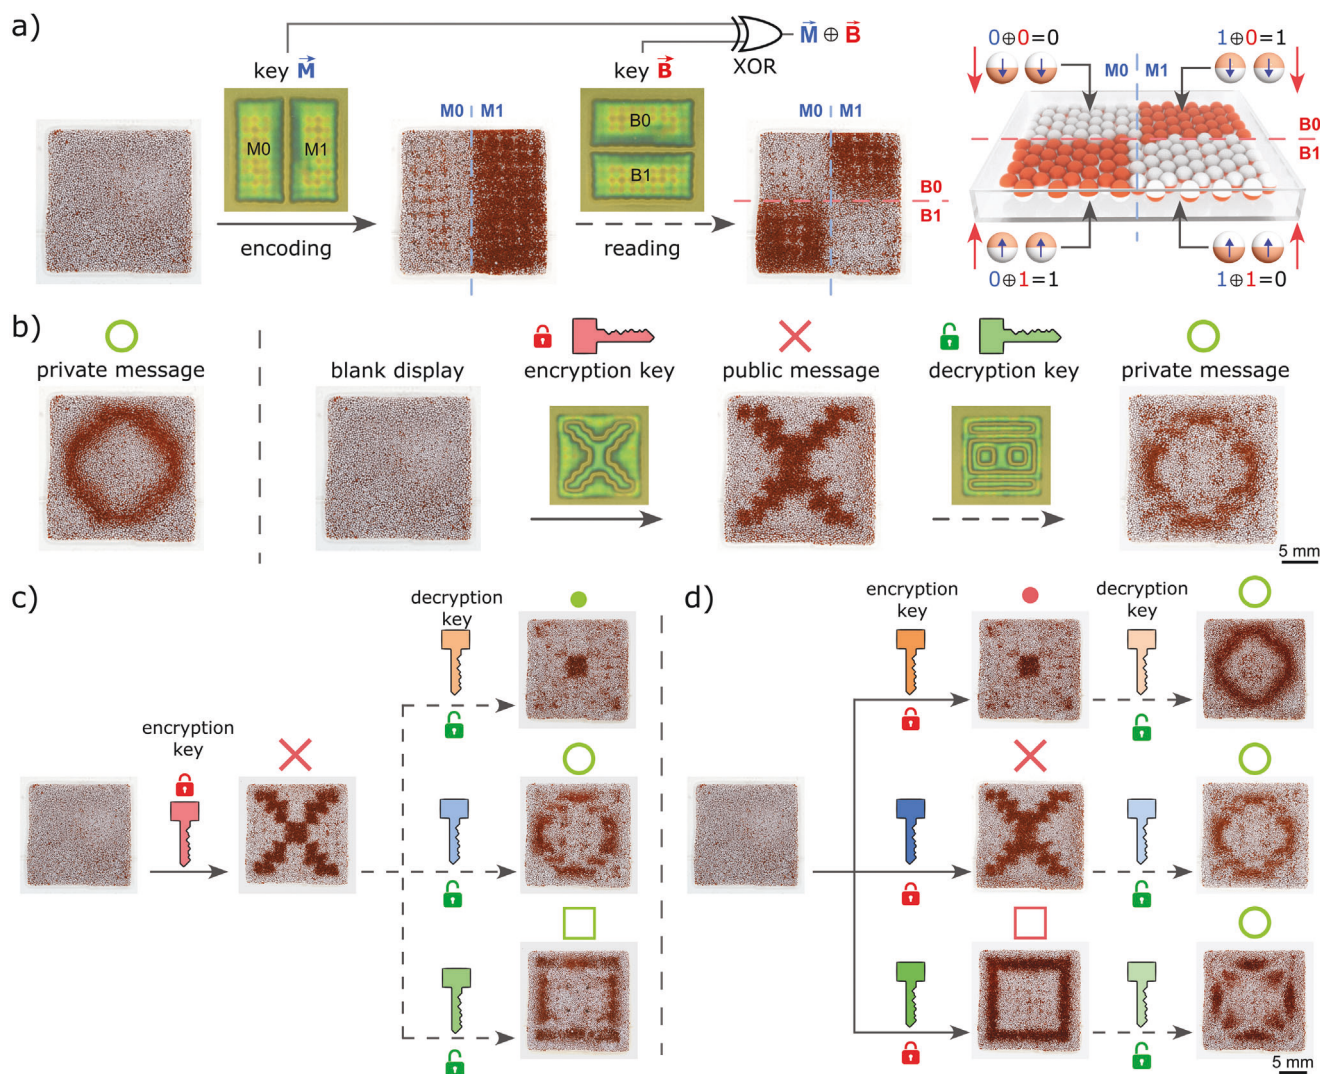 a)
key M⃗
key B⃗
XOR
M⃗ ⊕ B⃗
M0
M1
encoding
M0 M1
B0
B1
reading
M0 M1
B0
B1
0⊕0=0
1⊕0=1
M0 M1
B0
B1
0⊕1=1
1⊕1=0
b)
private message
blank display
encryption key
public message
decryption key
private message
5 mm
c)
encryption
key
decryption
key
d)
encryption
key
decryption
key
5 mm